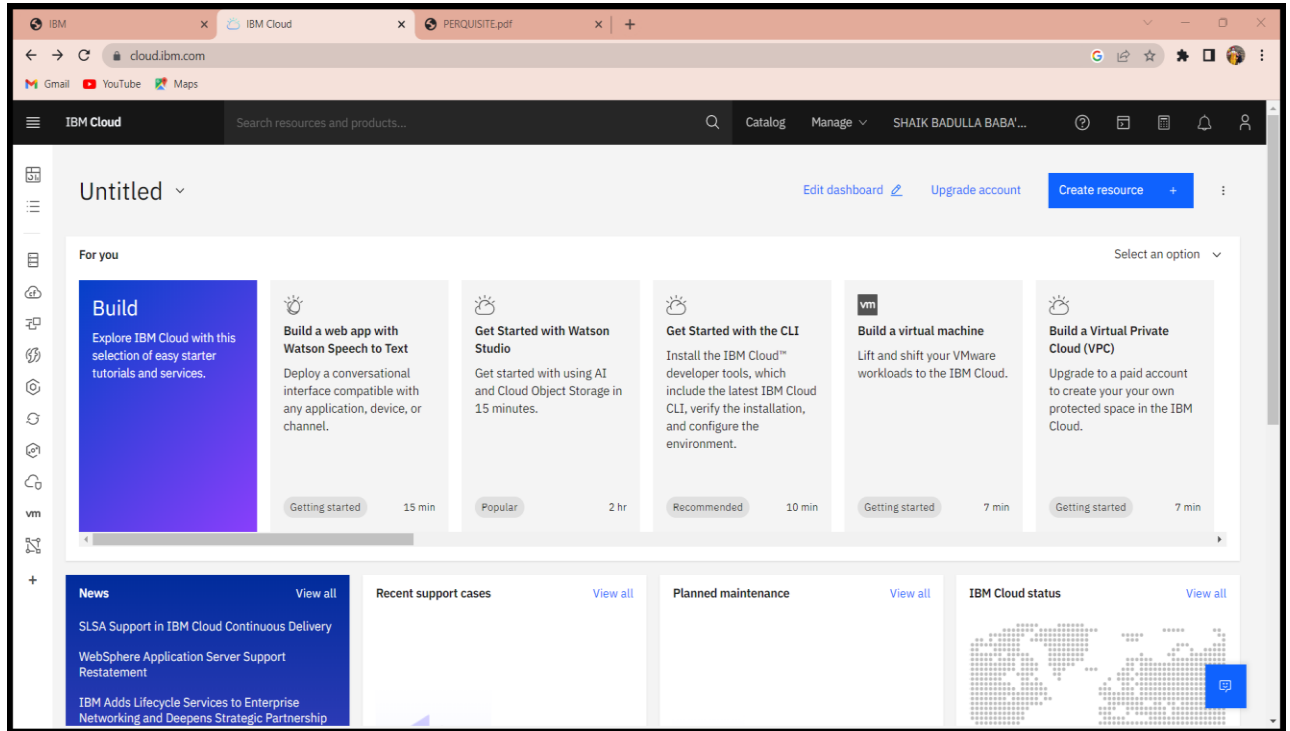 IBM
IBM Cloud
PERQUISITE.pdf
cloud.ibm.com
Gmail
YouTube
Maps
IBM Cloud
Search resources and products...
Catalog
Manage
SHAIK BADULLA BABA'...
Untitled
Edit dashboard
Upgrade account
Create resource +
For you
Select an option
Build
Explore IBM Cloud with this
selection of easy starter
tutorials and services.
Build a web app with
Watson Speech to Text
Deploy a conversational
interface compatible with
any application, device, or
channel.
Getting started
15 min
Get Started with Watson
Studio
Get started with using AI
and Cloud Object Storage in
15 minutes.
Popular
2 hr
Get Started with the CLI
Install the IBM Cloud™
developer tools, which
include the latest IBM Cloud
CLI, verify the installation,
and configure the
environment.
Recommended
10 min
vm
Build a virtual machine
Lift and shift your VMware
workloads to the IBM Cloud.
Getting started
7 min
Build a Virtual Private
Cloud (VPC)
Upgrade to a paid account
to create your your own
protected space in the IBM
Cloud.
Getting started
7 min
vm
News
View all
SLSA Support in IBM Cloud Continuous Delivery
WebSphere Application Server Support
Restatement
IBM Adds Lifecycle Services to Enterprise
Networking and Deepens Strategic Partnership
Recent support cases
View all
Planned maintenance
View all
IBM Cloud status
View all